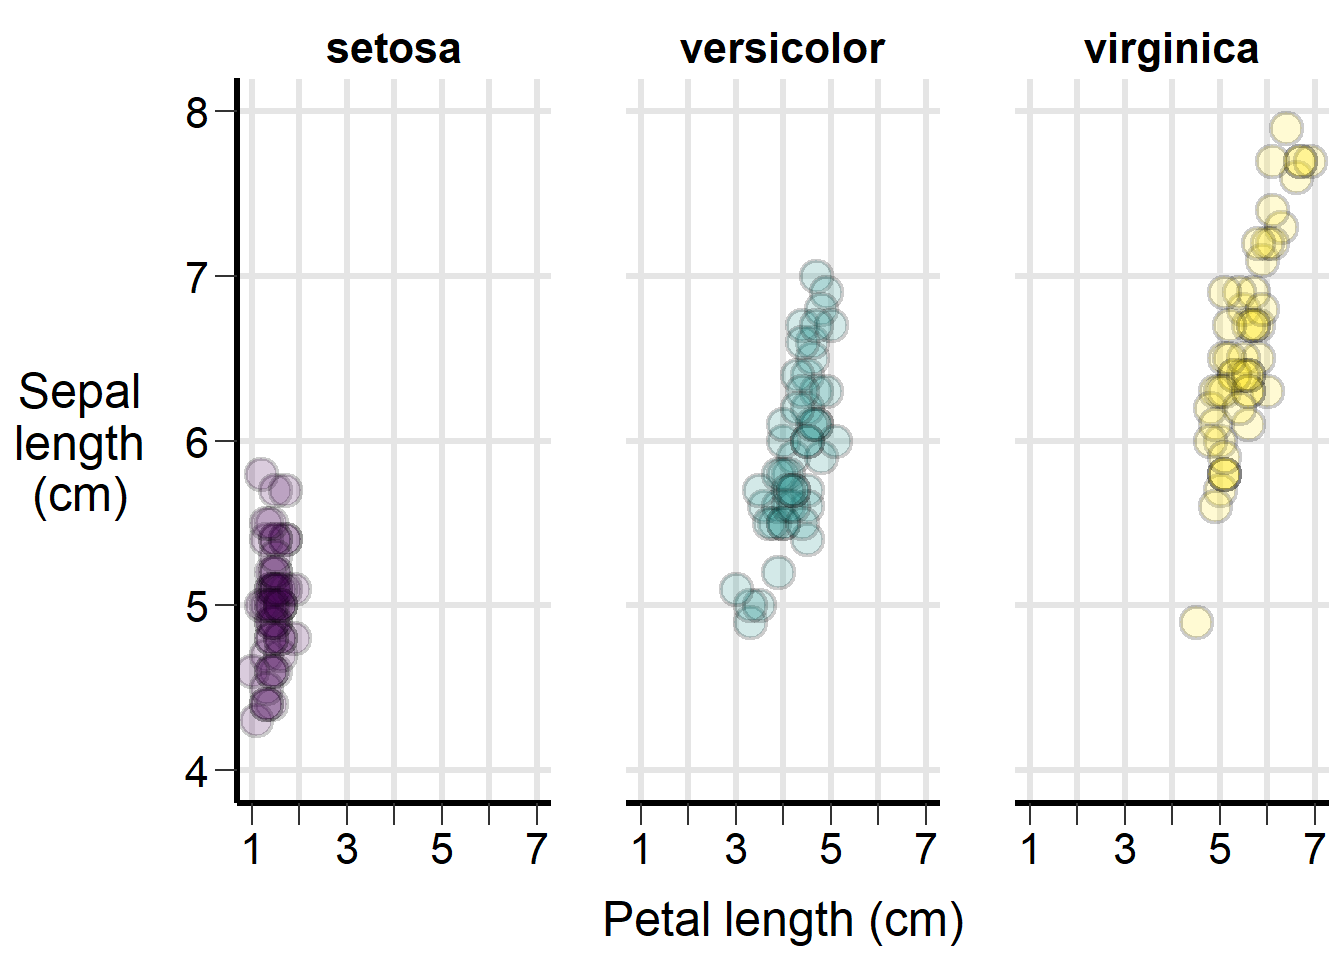 setosa versicolor virginica
8
7
6
5
4
Sepal
length
(cm)
1 3 5 7 1 3 5 7 1 3 5 7
Petal length (cm)